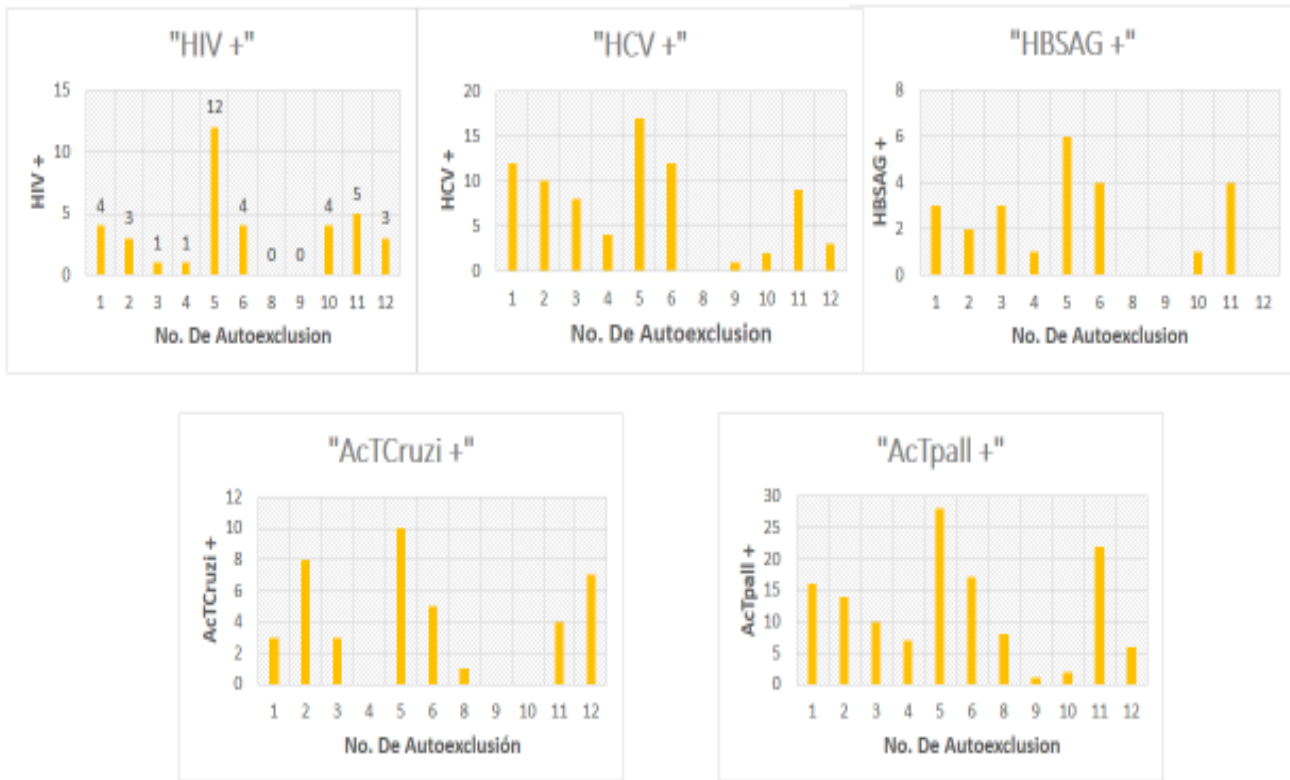 "HIV +"
15
10
5
0
HIV +
4 3 1 1 12 4 0 0 4 5 3
1 2 3 4 5 6 8 9 10 11 12
No. De Autoexclusion
"HCV +"
20
15
10
5
0
HCV +
1 2 3 4 5 6 8 9 10 11 12
No. De Autoexclusion
"HBSAG +"
8
6
4
2
0
HBSAG +
1 2 3 4 5 6 8 9 10 11 12
No. De Autoexclusion
"AcTCruzi +"
12
10
8
6
4
2
0
AcTCruzi +
1 2 3 4 5 6 8 9 10 11 12
No. De Autoexclusión
"AcTpall +"
30
25
20
15
10
5
0
AcTpall +
1 2 3 4 5 6 8 9 10 11 12
No. De Autoexclusion